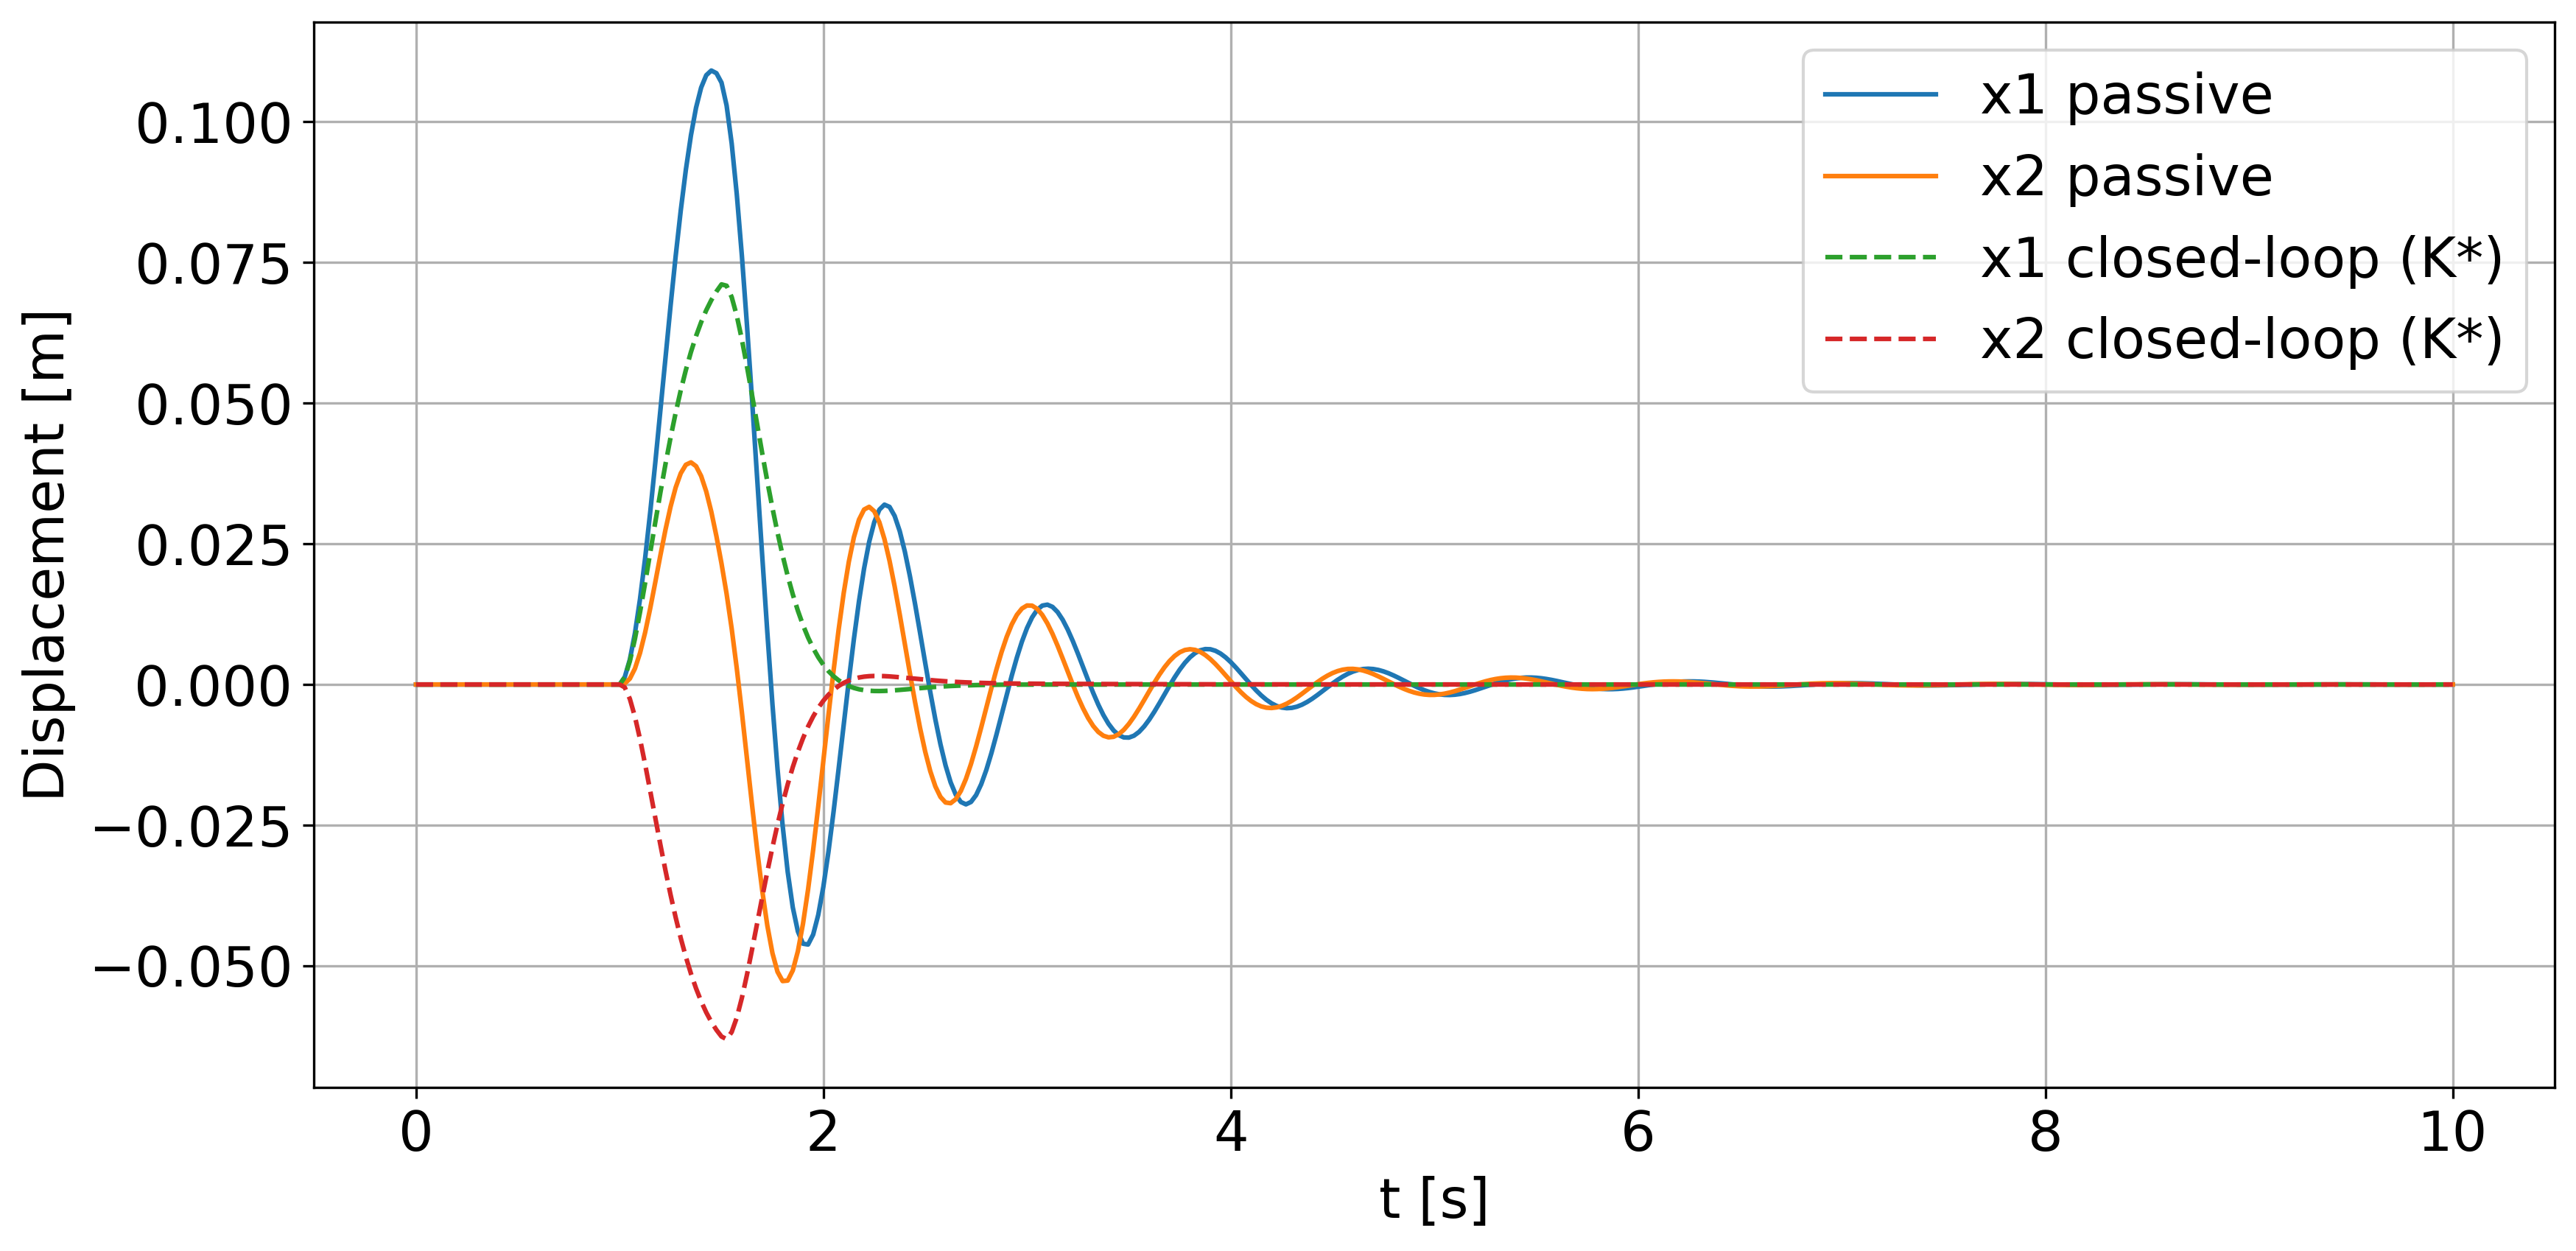 Displacement [m]
0.100
0.075
0.050
0.025
0.000
−0.025
−0.050
x1 passive
x2 passive
x1 closed-loop (K*)
x2 closed-loop (K*)
0 2 4 6 8 10
t [s]